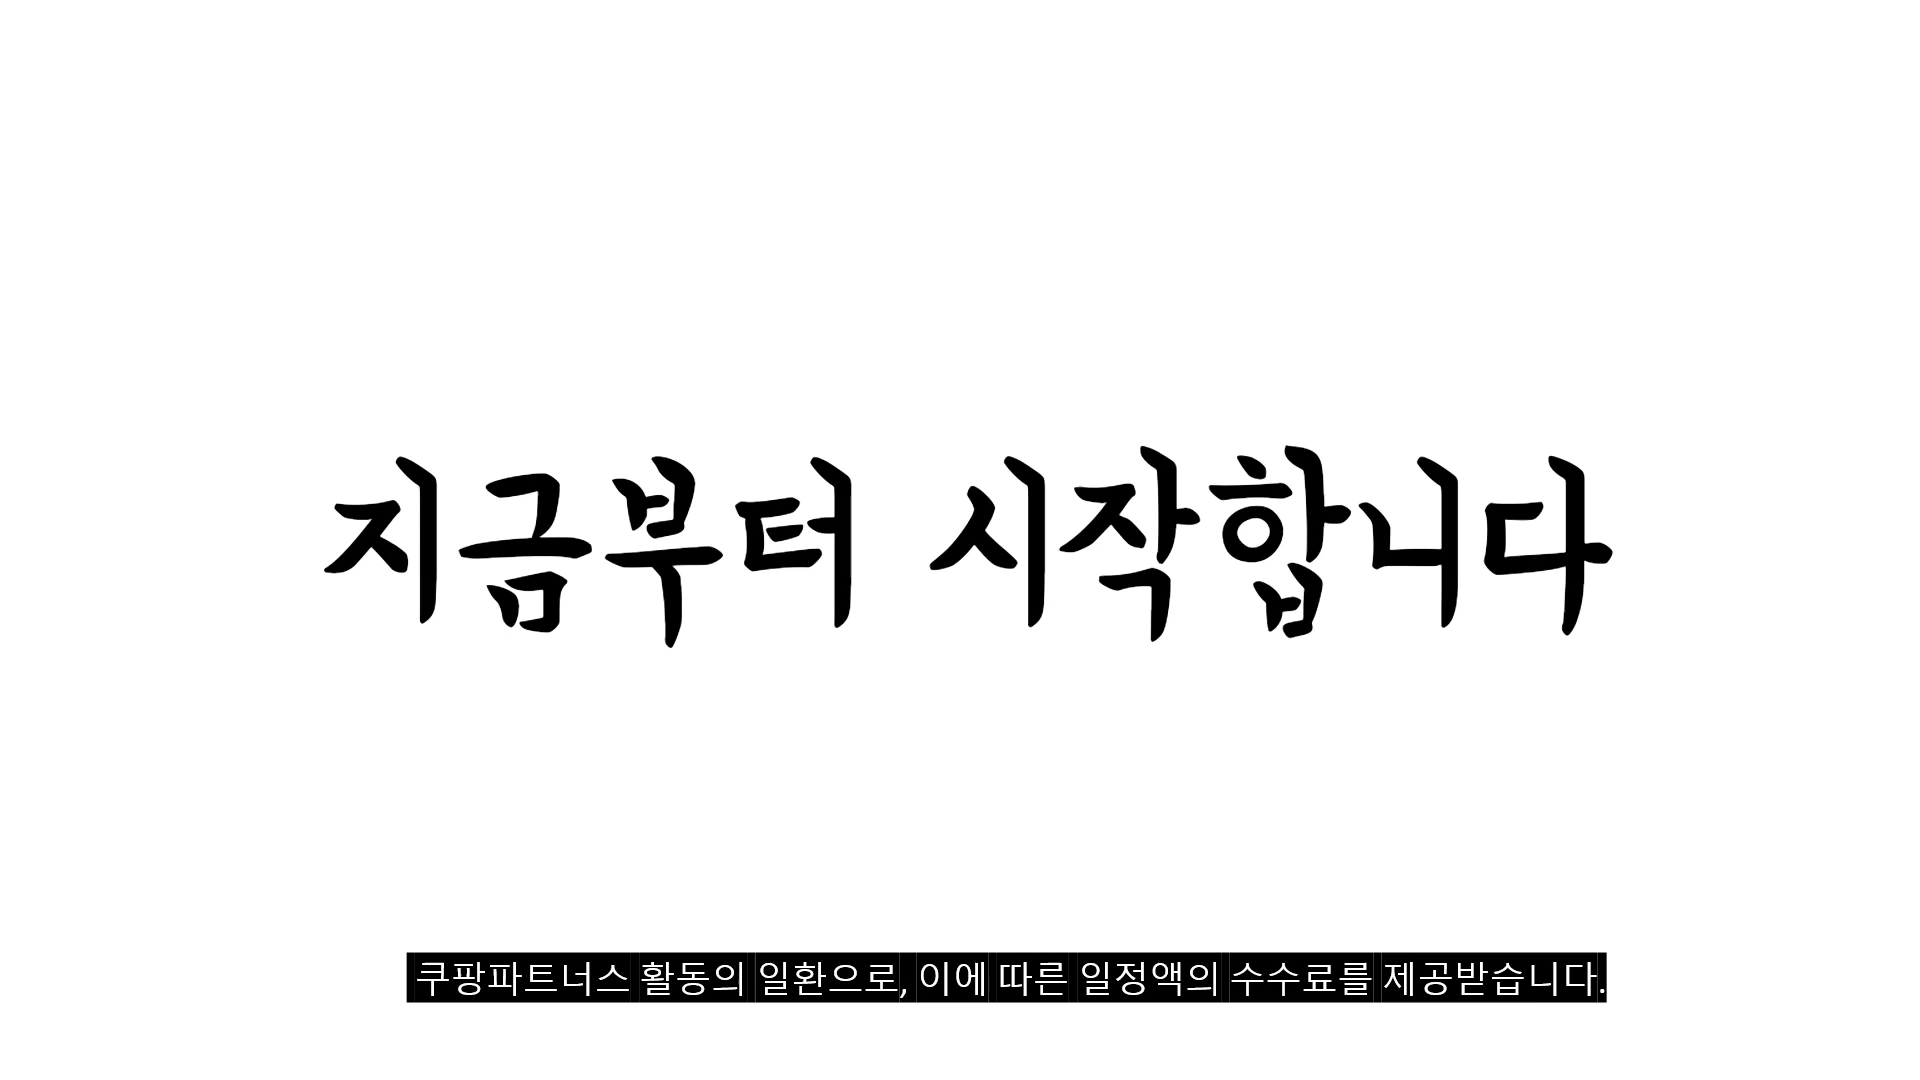 지금부터 시작합니다
쿠팡파트너스 활동의 일환으로, 이에 따른 일정액의 수수료를 제공받습니다.